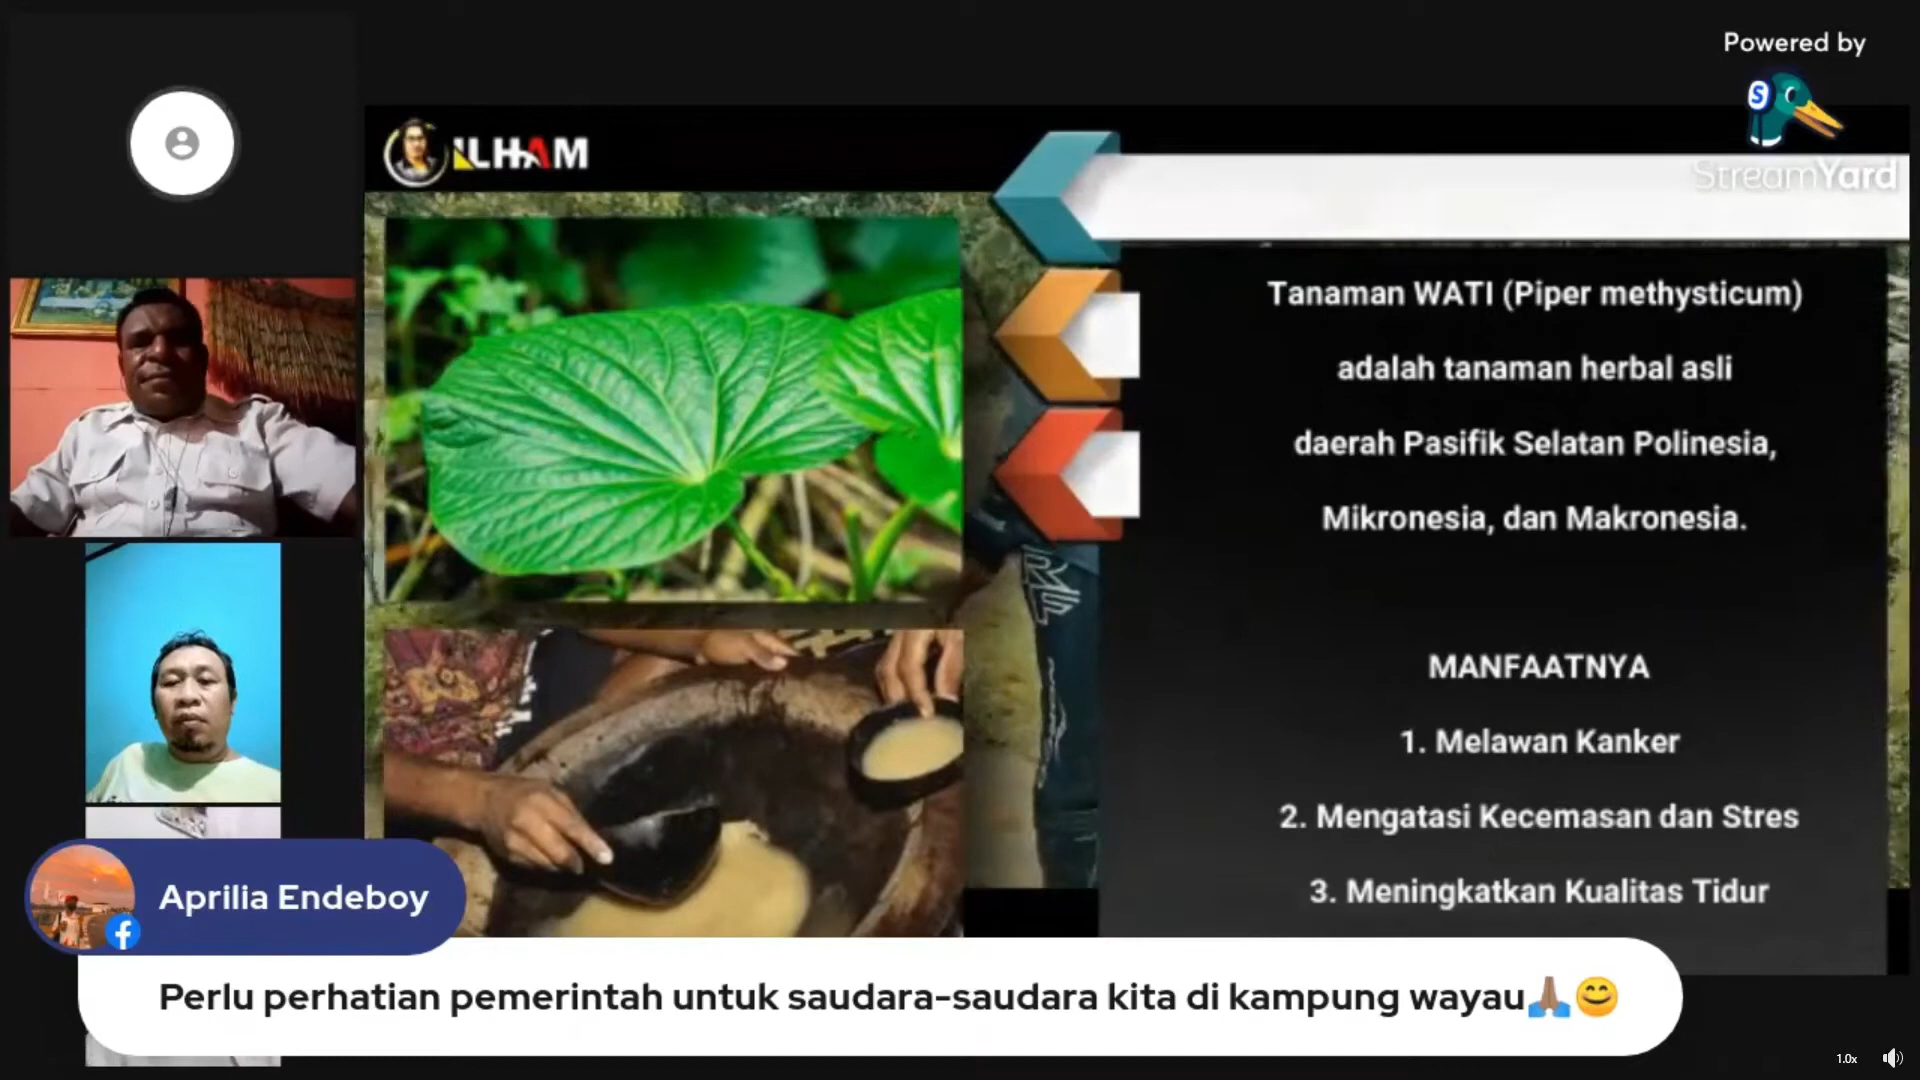 Powered by
StreamYard
ILHAM
Tanaman WATI (Piper methysticum)
adalah tanaman herbal asli
daerah Pasifik Selatan Polinesia,
Mikronesia, dan Makronesia.
MANFAATNYA
1. Melawan Kanker
2. Mengatasi Kecemasan dan Stres
3. Meningkatkan Kualitas Tidur
Aprilia Endeboy
Perlu perhatian pemerintah untuk saudara-saudara kita di kampung wayau🙏🏽😊
1.0x